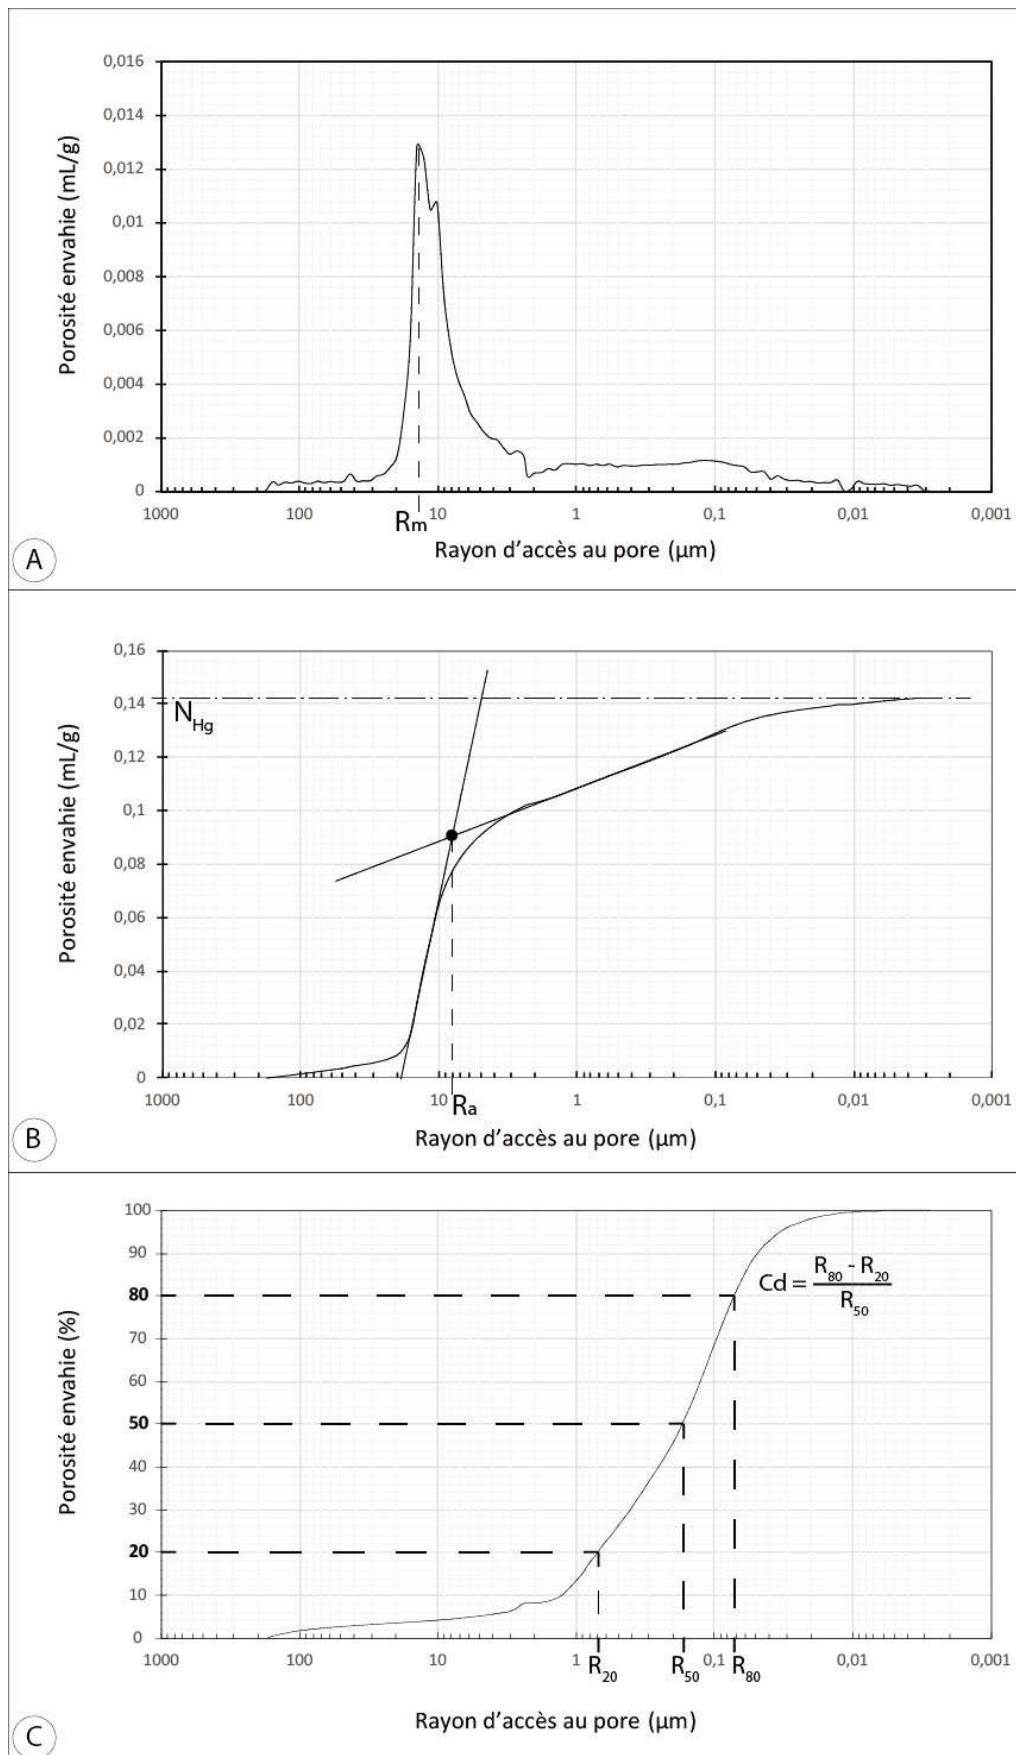 0,016
0,014
0,012
0,01
0,008
0,006
0,004
0,002
0
Porosité envahie (mL/g)
1000 100 10 1 0,1 0,01 0,001
Rm
Rayon d'accès au pore (µm)
A
0,16
0,14
0,12
0,1
0,08
0,06
0,04
0,02
0
Porosité envahie (mL/g)
NHg
1000 100 10 1 0,1 0,01 0,001
Ra
Rayon d'accès au pore (µm)
B
100
90
80
70
60
50
40
30
20
10
0
Porosité envahie (%)
Cd = R80 - R20
R50
1000 100 10 1 0,1 0,01 0,001
R20 R50 R80
Rayon d'accès au pore (µm)
C